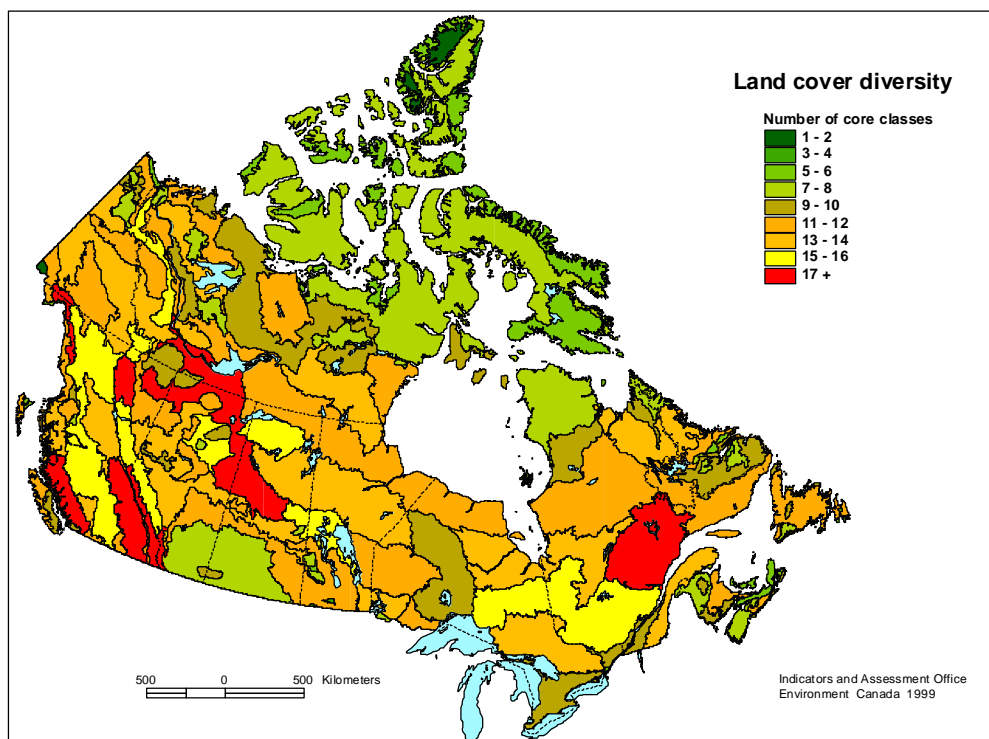 Land cover diversity
Number of core classes
1 - 2
3 - 4
5 - 6
7 - 8
9 - 10
11 - 12
13 - 14
15 - 16
17 +
500 0 500 Kilometers
Indicators and Assessment Office
Environment Canada 1999